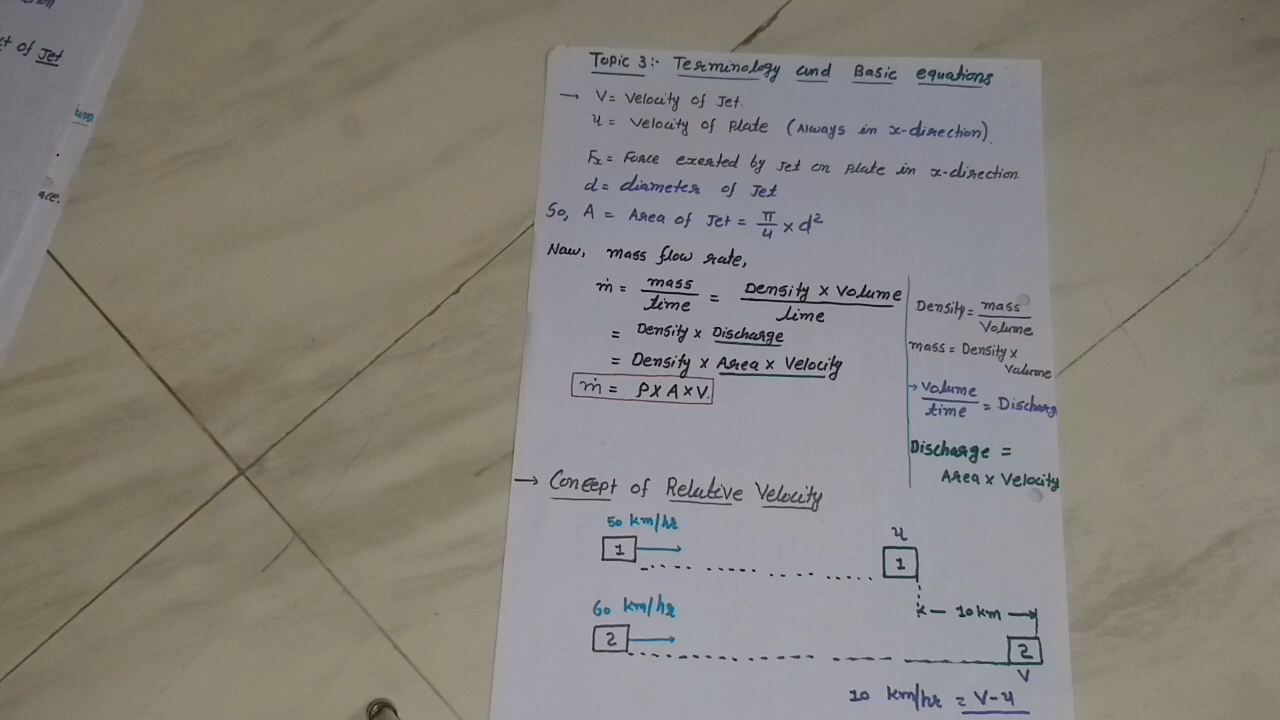 ct of Jet
are.
Topic 3:- Terminology and Basic equations
→ V = Velocity of Jet.
u = Velocity of plate (Always in x-direction).
Fx = Force exerted by Jet on plate in x-direction
d = diameter of Jet
So, A = Area of Jet = π/4 × d²
Now, mass flow rate,
ṁ = mass/time = Density × Volume/time
= Density × Discharge
= Density × Area × Velocity
ṁ = ρ × A × V.
Density = mass/Volume
mass = Density × Volume
→ Volume/time = Discharg
Discharge =
Area × Velocity
→ Concept of Relative Velocity
50 km/hr
1
u
1
60 km/hr
2
10 km
2
V
10 km/hr = V-u